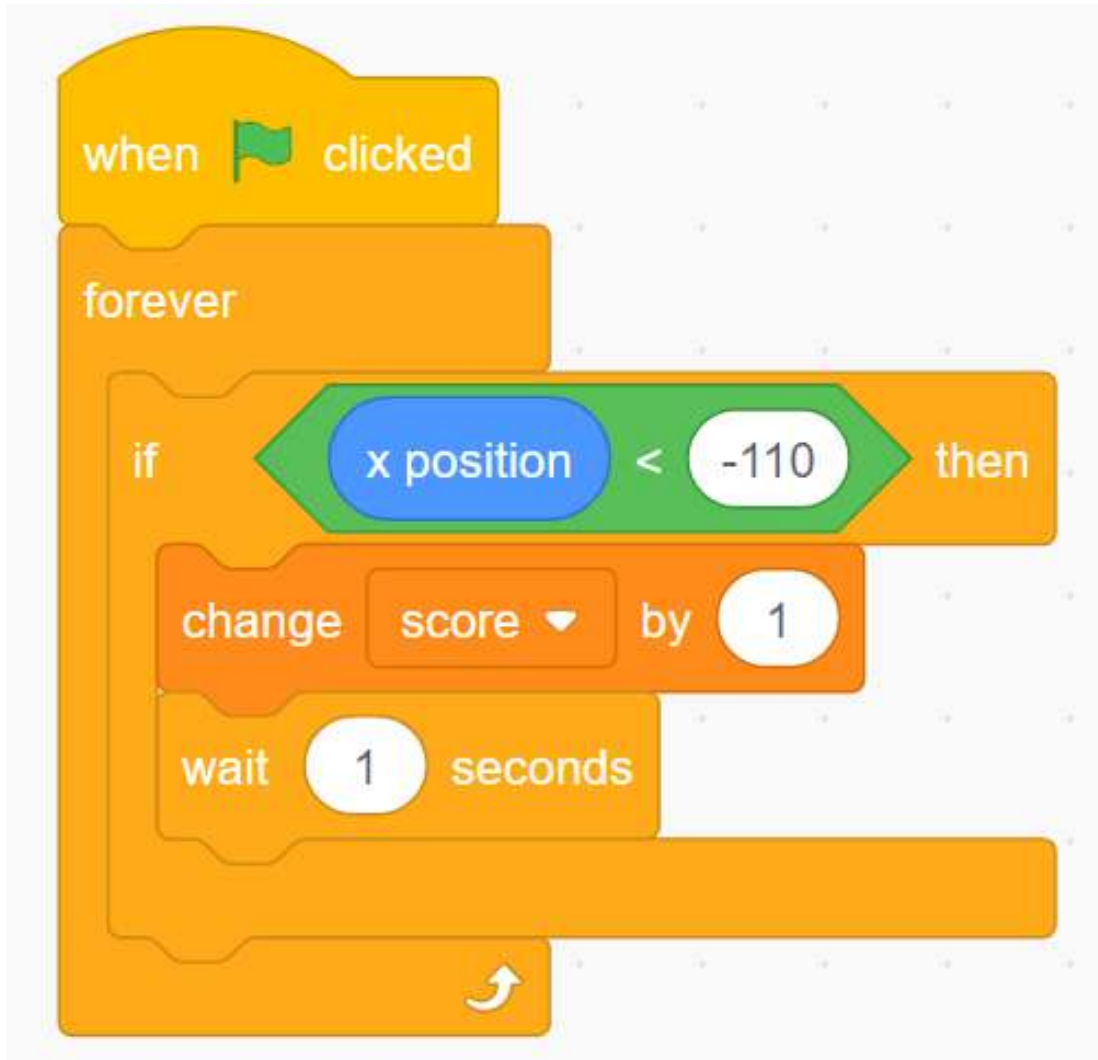 when clicked
forever
if x position < -110 then
change score by 1
wait 1 seconds